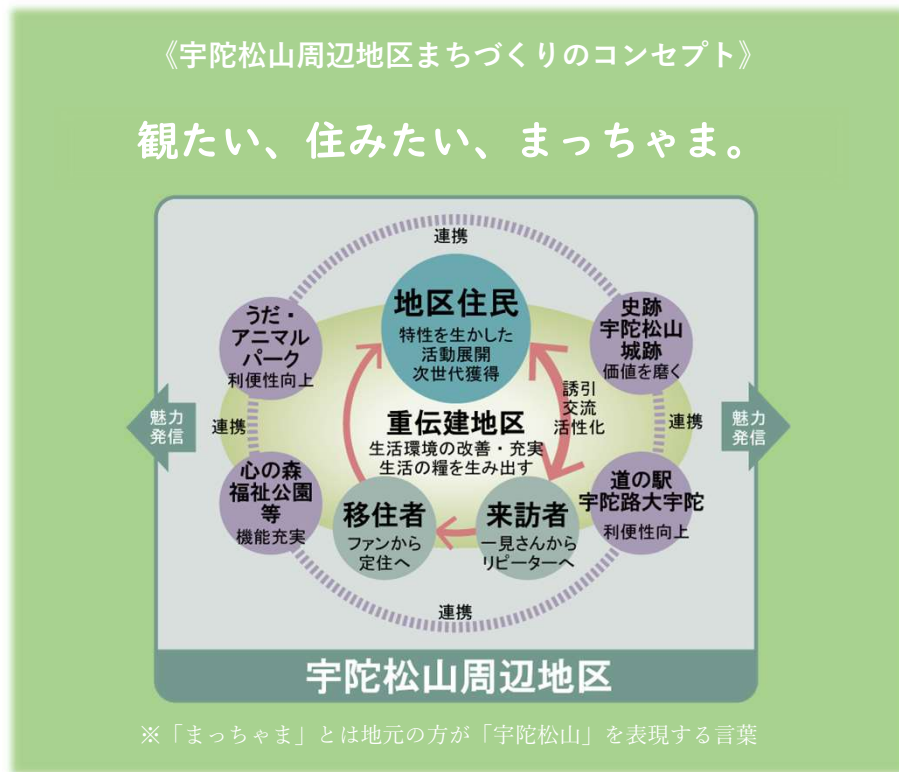 《宇陀松山周辺地区まちづくりのコンセプト》
観たい、住みたい、まっちゃま。
連携
地区住民
特性を生かした
活動展開
次世代獲得
うだ・
アニマル
パーク
利便性向上
史跡
宇陀松山
城跡
価値を磨く
魅力
発信
連携
誘引
交流
活性化
連携
魅力
発信
重伝建地区
生活環境の改善・充実
生活の糧を生み出す
心の森
福祉公園
等
機能充実
移住者
ファンから
定住へ
来訪者
一見さんから
リピーターへ
道の駅
宇陀路大宇陀
利便性向上
連携
宇陀松山周辺地区
※「まっちゃま」とは地元の方が「宇陀松山」を表現する言葉